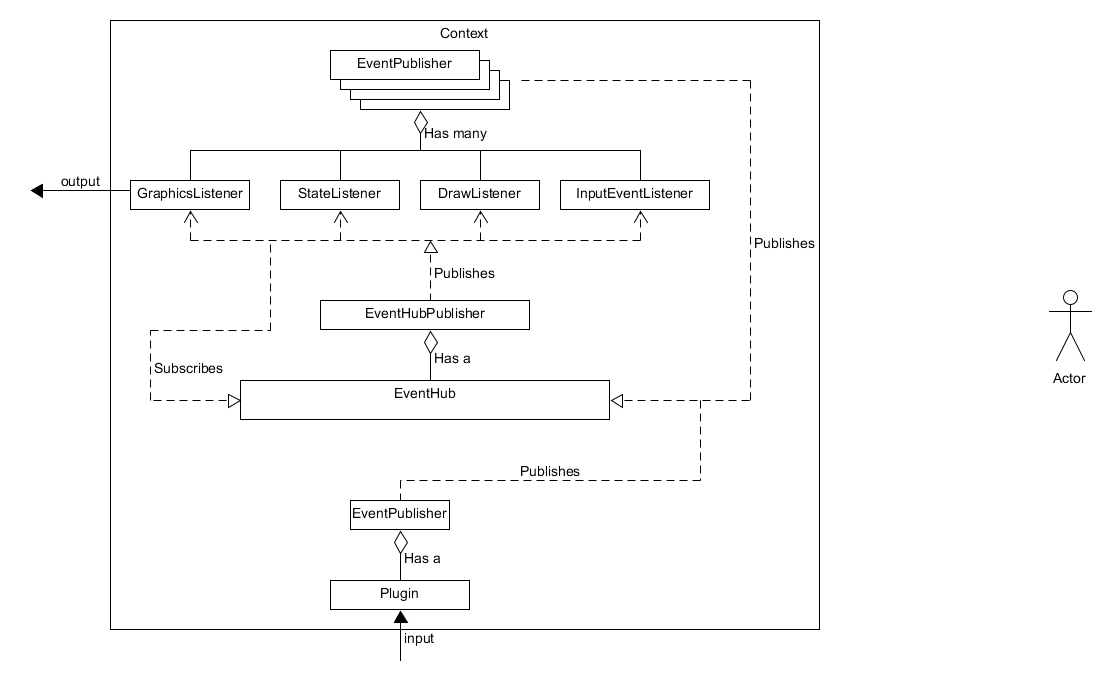 Context
EventPublisher
Has many
output
GraphicsListener
StateListener
DrawListener
InputEventListener
Publishes
Publishes
EventHubPublisher
Has a
Subscribes
EventHub
Actor
Publishes
EventPublisher
Has a
Plugin
input